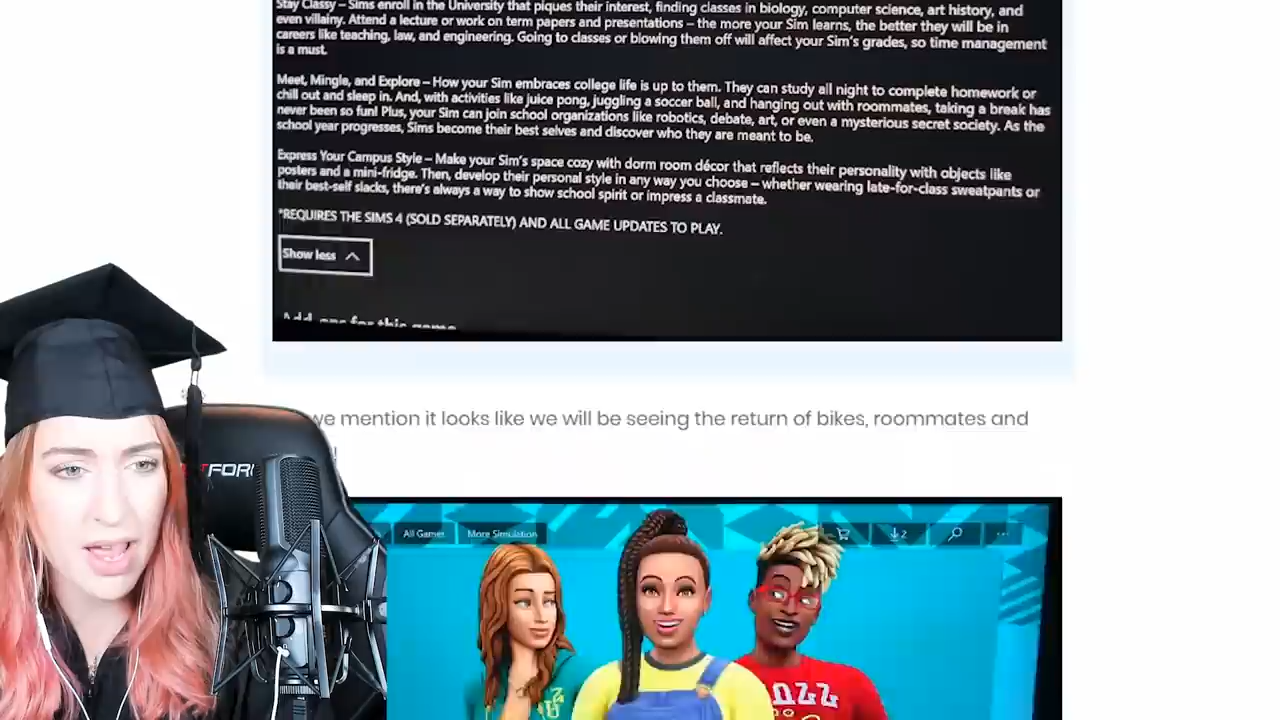 Stay Classy – Sims enroll in the University that piques their interest, finding classes in biology, computer science, art history, and
even villainy. Attend a lecture or work on term papers and presentations – the more your Sim learns, the better they will be in
careers like teaching, law, and engineering. Going to classes or blowing them off will affect your Sim's grades, so time management
is a must.
Meet, Mingle, and Explore – How your Sim embraces college life is up to them. They can study all night to complete homework or
chill out and sleep in. And, with activities like juice pong, juggling a soccer ball, and hanging out with roommates, taking a break has
never been so fun! Plus, your Sim can join school organizations like robotics, debate, art, or even a mysterious secret society. As the
school year progresses, Sims become their best selves and discover who they are meant to be.
Express Your Campus Style – Make your Sim's space cozy with dorm room décor that reflects their personality with objects like
posters and a mini-fridge. Then, develop their personal style in any way you choose – whether wearing late-for-class sweatpants or
their best-self slacks, there's always a way to show school spirit or impress a classmate.
*REQUIRES THE SIMS 4 (SOLD SEPARATELY) AND ALL GAME UPDATES TO PLAY.
Show less
Add-ons for this game
we mention it looks like we will be seeing the return of bikes, roommates and
All Games More Simulation 2